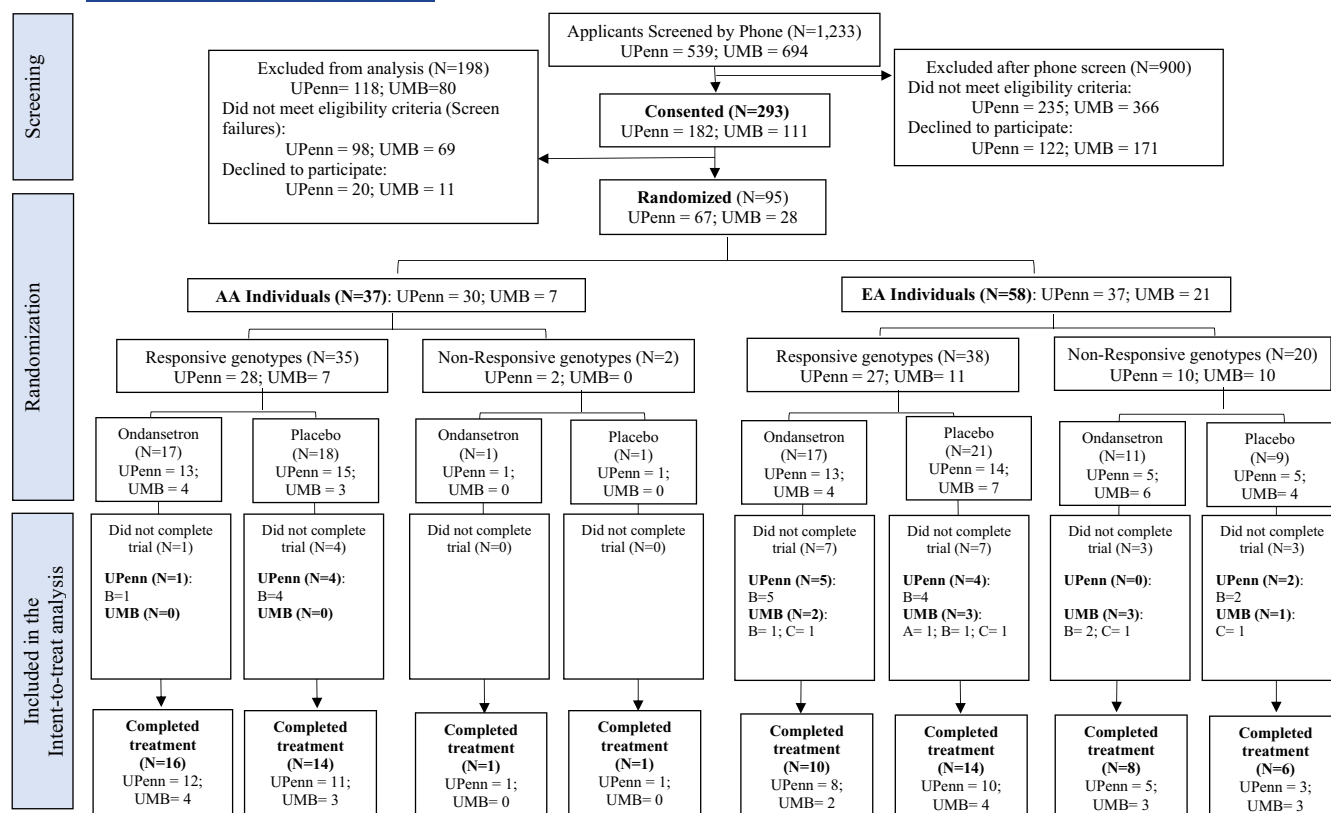 Screening
Applicants Screened by Phone (N=1,233)
UPenn = 539; UMB = 694
Excluded from analysis (N=198)
UPenn= 118; UMB=80
Did not meet eligibility criteria (Screen
failures):
UPenn = 98; UMB = 69
Declined to participate:
UPenn = 20; UMB = 11
Excluded after phone screen (N=900)
Did not meet eligibility criteria:
UPenn = 235; UMB = 366
Declined to participate:
UPenn = 122; UMB = 171
Consented (N=293)
UPenn = 182; UMB = 111
Randomization
Randomized (N=95)
UPenn = 67; UMB = 28
AA Individuals (N=37): UPenn = 30; UMB = 7
EA Individuals (N=58): UPenn = 37; UMB = 21
Responsive genotypes (N=35)
UPenn = 28; UMB= 7
Non-Responsive genotypes (N=2)
UPenn = 2; UMB= 0
Responsive genotypes (N=38)
UPenn = 27; UMB= 11
Non-Responsive genotypes (N=20)
UPenn = 10; UMB= 10
Ondansetron
(N=17)
UPenn = 13;
UMB = 4
Placebo
(N=18)
UPenn = 15;
UMB = 3
Ondansetron
(N=1)
UPenn = 1;
UMB = 0
Placebo
(N=1)
UPenn = 1;
UMB = 0
Ondansetron
(N=17)
UPenn = 13;
UMB = 4
Placebo
(N=21)
UPenn = 14;
UMB = 7
Ondansetron
(N=11)
UPenn = 5;
UMB= 6
Placebo
(N=9)
UPenn = 5;
UMB= 4
Included in the
Intent-to-treat analysis
Did not complete
trial (N=1)
UPenn (N=1):
B=1
UMB (N=0)
Did not complete
trial (N=4)
UPenn (N=4):
B=4
UMB (N=0)
Did not complete
trial (N=0)
Did not complete
trial (N=0)
Did not complete
trial (N=7)
UPenn (N=5):
B=5
UMB (N=2):
B= 1; C= 1
Did not complete
trial (N=7)
UPenn (N=4):
B=4
UMB (N=3):
A= 1; B= 1; C= 1
Did not complete
trial (N=3)
UPenn (N=0):
UMB (N=3):
B= 2; C= 1
Did not complete
trial (N=3)
UPenn (N=2):
B=2
UMB (N=1):
C= 1
Completed
treatment
(N=16)
UPenn = 12;
UMB= 4
Completed
treatment
(N=14)
UPenn = 11;
UMB= 3
Completed
treatment
(N=1)
UPenn = 1;
UMB= 0
Completed
treatment
(N=1)
UPenn = 1;
UMB= 0
Completed
treatment
(N=10)
UPenn = 8;
UMB= 2
Completed
treatment
(N=14)
UPenn = 10;
UMB= 4
Completed
treatment
(N=8)
UPenn = 5;
UMB= 3
Completed
treatment
(N=6)
UPenn = 3;
UMB= 3